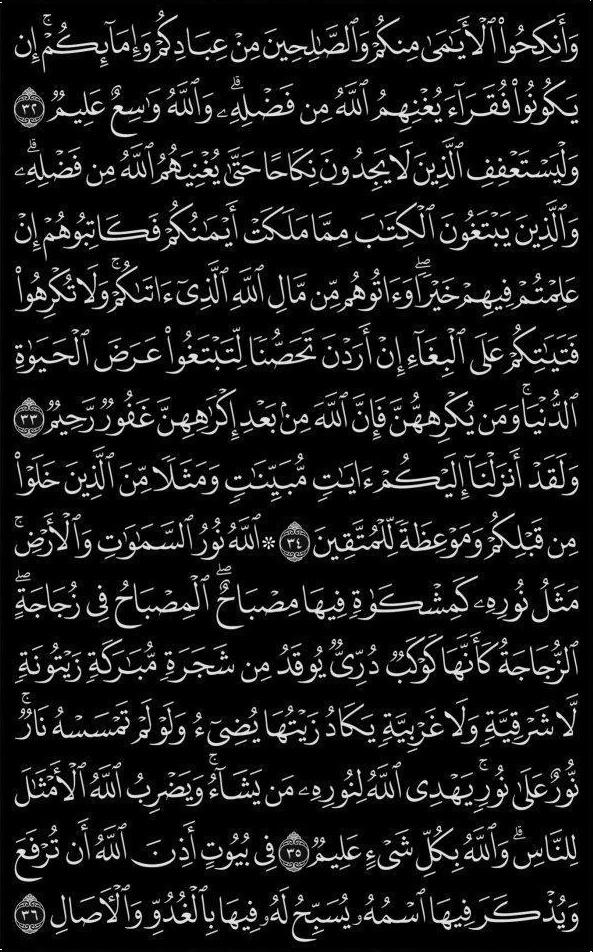 وَأَنكِحُوا۟ ٱلْأَيَـٰمَىٰ مِنكُمْ وَٱلصَّـٰلِحِينَ مِنْ عِبَادِكُمْ وَإِمَآئِكُمْ ۚ إِن
يَكُونُوا۟ فُقَرَآءَ يُغْنِهِمُ ٱللَّهُ مِن فَضْلِهِۦ ۗ وَٱللَّهُ وَٰسِعٌ عَلِيمٌ ٣٢
وَلْيَسْتَعْفِفِ ٱلَّذِينَ لَا يَجِدُونَ نِكَاحًا حَتَّىٰ يُغْنِيَهُمُ ٱللَّهُ مِن فَضْلِهِۦ ۗ
وَٱلَّذِينَ يَبْتَغُونَ ٱلْكِتَـٰبَ مِمَّا مَلَكَتْ أَيْمَـٰنُكُمْ فَكَاتِبُوهُمْ إِنْ
عَلِمْتُمْ فِيهِمْ خَيْرًا ۖ وَءَاتُوهُم مِّن مَّالِ ٱللَّهِ ٱلَّذِىٓ ءَاتَىٰكُمْ ۚ وَلَا تُكْرِهُوا۟
فَتَيَـٰتِكُمْ عَلَى ٱلْبِغَآءِ إِنْ أَرَدْنَ تَحَصُّنًا لِّتَبْتَغُوا۟ عَرَضَ ٱلْحَيَوٰةِ
ٱلدُّنْيَا ۚ وَمَن يُكْرِههُّنَّ فَإِنَّ ٱللَّهَ مِنۢ بَعْدِ إِكْرَٰهِهِنَّ غَفُورٌ رَّحِيمٌ ٣٣
وَلَقَدْ أَنزَلْنَآ إِلَيْكُمْ ءَايَـٰتٍ مُّبَيِّنَـٰتٍ وَمَثَلًا مِّنَ ٱلَّذِينَ خَلَوْا۟
مِن قَبْلِكُمْ وَمَوْعِظَةً لِّلْمُتَّقِينَ ٣٤ ۞ ٱللَّهُ نُورُ ٱلسَّمَـٰوَٰتِ وَٱلْأَرْضِ ۚ
مَثَلُ نُورِهِۦ كَمِشْكَوٰةٍ فِيهَا مِصْبَاحٌ ۖ ٱلْمِصْبَاحُ فِى زُجَاجَةٍ ۖ
ٱلزُّجَاجَةُ كَأَنَّهَا كَوْكَبٌ دُرِّىٌّ يُوقَدُ مِن شَجَرَةٍ مُّبَـٰرَكَةٍ زَيْتُونَةٍ
لَّا شَرْقِيَّةٍ وَلَا غَرْبِيَّةٍ يَكَادُ زَيْتُهَا يُضِىٓءُ وَلَوْ لَمْ تَمْسَسْهُ نَارٌ ۚ
نُّورٌ عَلَىٰ نُورٍ ۗ يَهْدِى ٱللَّهُ لِنُورِهِۦ مَن يَشَآءُ ۚ وَيَضْرِبُ ٱللَّهُ ٱلْأَمْثَـٰلَ
لِلنَّاسِ ۗ وَٱللَّهُ بِكُلِّ شَىْءٍ عَلِيمٌ ٣٥ فِى بُيُوتٍ أَذِنَ ٱللَّهُ أَن تُرْفَعَ
وَيُذْكَرَ فِيهَا ٱسْمُهُۥ يُسَبِّحُ لَهُۥ فِيهَا بِٱلْغُدُوِّ وَٱلْـَٔاصَالِ ٣٦